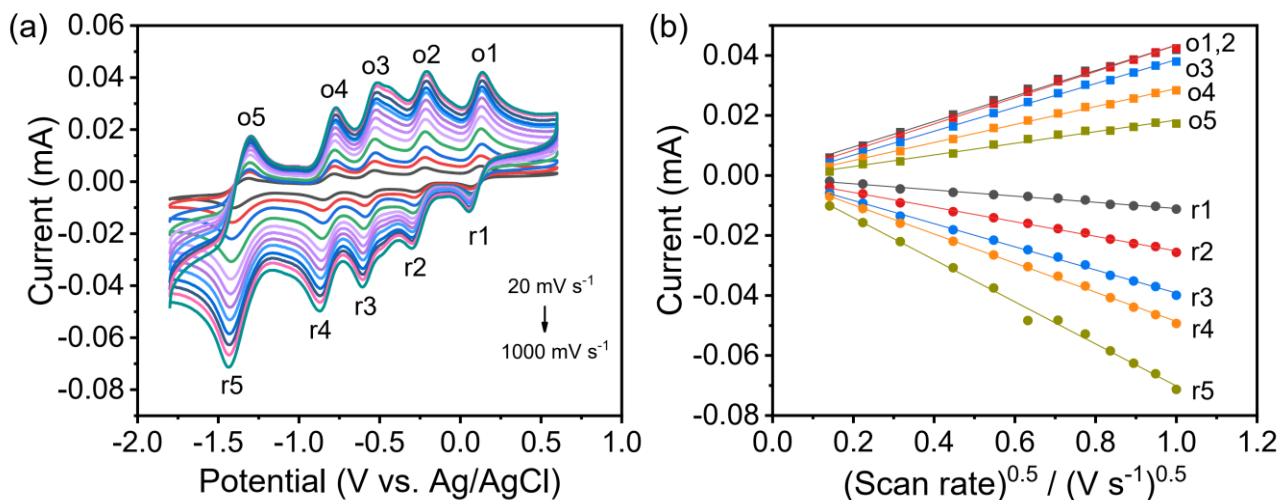 (a)
0.06
0.04
0.02
0.00
-0.02
-0.04
-0.06
-0.08
Current (mA)
o5
o4
o3
o2
o1
r5
r4
r3
r2
r1
20 mV s⁻¹
1000 mV s⁻¹
-2.0
-1.5
-1.0
-0.5
0.0
0.5
1.0
Potential (V vs. Ag/AgCl)
(b)
0.04
0.02
0.00
-0.02
-0.04
-0.06
-0.08
Current (mA)
o1,2
o3
o4
o5
r1
r2
r3
r4
r5
0.0
0.2
0.4
0.6
0.8
1.0
1.2
(Scan rate)⁰·⁵ / (V s⁻¹)⁰·⁵